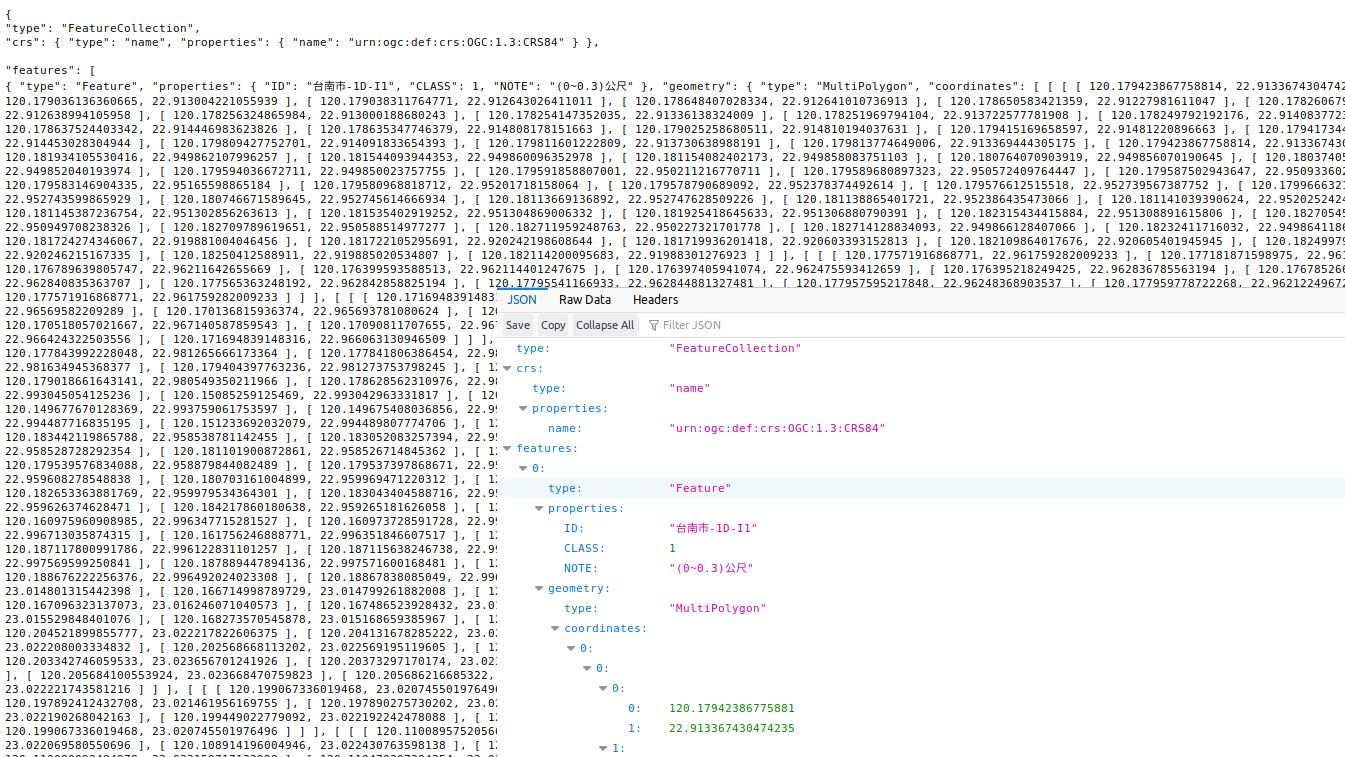 {
"type": "FeatureCollection",
"crs": { "type": "name", "properties": { "name": "urn:ogc:def:crs:OGC:1.3:CRS84" } },
"features": [
{ "type": "Feature", "properties": { "ID": "台南市-1D-I1", "CLASS": 1, "NOTE": "(0~0.3)公尺" }, "geometry": { "type": "MultiPolygon", "coordinates": [ [ [ [ 120.179423867758814, 22.9133674304742
120.179036136360665, 22.913004221055939 ], [ 120.179038311764771, 22.912643026411011 ], [ 120.178648407028334, 22.912641010736913 ], [ 120.178650583421359, 22.91227981611047 ], [ 120.178260679
22.912638994105958 ], [ 120.178256324865984, 22.913000188680243 ], [ 120.178254147352035, 22.91336138324009 ], [ 120.178251969794104, 22.913722577781908 ], [ 120.178249792192176, 22.914083772
120.178637524403342, 22.914446983623826 ], [ 120.178635347746379, 22.914808178151663 ], [ 120.179025258680511, 22.914810194037631 ], [ 120.179415169658597, 22.91481220896663 ], [ 120.17941734
22.914453028304944 ], [ 120.179809427752701, 22.914091833654393 ], [ 120.179811601222809, 22.913730638988191 ], [ 120.179813774649006, 22.913369444305175 ], [ 120.179423867758814, 22.91336743
120.181934105530416, 22.949862107996257 ], [ 120.181544093944353, 22.949860096352978 ], [ 120.181154082402173, 22.949858083751103 ], [ 120.180764070903919, 22.949856070190645 ], [ 120.1803740
22.949852040193974 ], [ 120.179594036672711, 22.949850023757755 ], [ 120.179591858807001, 22.950211216770711 ], [ 120.179589680897323, 22.950572409764447 ], [ 120.179587502943647, 22.95093360
120.179583146904335, 22.95165598865184 ], [ 120.179580968818712, 22.95201718158064 ], [ 120.179578790689092, 22.952378374492614 ], [ 120.179576612515518, 22.952739567387752 ], [ 120.17996663
22.952743599865929 ], [ 120.180746671589645, 22.952745614666934 ], [ 120.18113669136892, 22.952747628509226 ], [ 120.181138865401721, 22.952386435473066 ], [ 120.181141039390624, 22.95202524
120.181145387236754, 22.951302856263613 ], [ 120.181535402919252, 22.951304869006332 ], [ 120.181925418645633, 22.951306880790391 ], [ 120.182315434415884, 22.951308891615806 ], [ 120.182705
22.950949708238326 ], [ 120.182709789619651, 22.950588514977277 ], [ 120.182711959248763, 22.950227321701778 ], [ 120.182714128834093, 22.949866128407066 ], [ 120.18232411716032, 22.949864118
120.181724274346067, 22.919881004046456 ], [ 120.181722105295691, 22.920242198608644 ], [ 120.181719936201418, 22.920603393152813 ], [ 120.182109864017676, 22.920605401945945 ], [ 120.182499
22.920246215167335 ], [ 120.18250412588911, 22.919885020534807 ], [ 120.182114200095683, 22.91988301276923 ] ] ], [ [ [ 120.177571916868771, 22.961759282009233 ], [ 120.177181871598975, 22.96
120.176789639805747, 22.96211642655669 ], [ 120.176399593588513, 22.962114401247675 ], [ 120.176397405941074, 22.962475593412659 ], [ 120.176395218249425, 22.962836785563194 ], [ 120.1767852
22.962840835363707 ], [ 120.177565363248192, 22.962842858825194 ], [ 120.17795541166933, 22.962844881327481 ], [ 120.177957595217848, 22.96248368903537 ], [ 120.177959778722268, 22.962122496
120.177571916868771, 22.961759282009233 ] ] ], [ [ [ 120.171694839148
22.96569582209289 ], [ 120.170136815936374, 22.965693781080624 ], [ 12
120.170518057021667, 22.967140587859543 ], [ 120.17090811707655, 22.967
22.966424322503556 ], [ 120.171694839148316, 22.966063130946509 ] ] ],
120.177843992228048, 22.981265666173364 ], [ 120.177841806386454, 22.98
22.981634945368377 ], [ 120.179404397763236, 22.981273753798245 ], [ 12
120.179018661643141, 22.980549350211966 ], [ 120.178628562310976, 22.98
22.993045054125236 ], [ 120.15085259125469, 22.993042963331817 ], [ 120
120.149677670128369, 22.993759061753597 ], [ 120.149675408036856, 22.99
22.994487716835195 ], [ 120.151233692032079, 22.994489807774706 ], [ 12
120.183442119865788, 22.958538781142455 ], [ 120.183052083257394, 22.95
22.958528728292354 ], [ 120.181101900872861, 22.958526714845362 ], [ 12
120.179539576834088, 22.958879844082489 ], [ 120.179537397868671, 22.95
22.959608278548838 ], [ 120.180703161004899, 22.959969471220312 ], [ 12
120.182653363881769, 22.959979534364301 ], [ 120.183043404588716, 22.95
22.959626374628471 ], [ 120.184217860180638, 22.959265181626058 ], [ 12
120.160975960908985, 22.996347715281527 ], [ 120.160973728591728, 22.99
22.996713035874315 ], [ 120.161756246888771, 22.996351846607517 ], [ 12
120.187117800991786, 22.996122831101257 ], [ 120.187115638246738, 22.99
22.997569599250841 ], [ 120.187889447894136, 22.997571600168481 ], [ 12
120.188676222256376, 22.996492024023308 ], [ 120.18867838085049, 22.996
23.014801315442398 ], [ 120.166714998789729, 23.014799261882008 ], [ 12
120.167096323137073, 23.016246071040573 ], [ 120.167486523928432, 23.01
23.015529848401076 ], [ 120.168273570545878, 23.015168659385967 ], [ 12
120.204521899855777, 23.022217822606375 ], [ 120.204131678285222, 23.02
23.022208003334832 ], [ 120.202568668113202, 23.022569195119605 ], [ 12
120.203342746059533, 23.023656701241926 ], [ 120.20373297170174, 23.023
], [ 120.205684100553924, 23.023668470759823 ], [ 120.205686216685322,
23.022221743581216 ] ] ], [ [ [ 120.199067336019468, 23.020745501976496
120.197892412432708, 23.021461956169755 ], [ 120.197890275730202, 23.02
23.022190268042163 ], [ 120.199449022779092, 23.022192242478088 ], [ 12
120.199067336019468, 23.020745501976496 ] ] ], [ [ [ 120.1100895752056
23.022069580550696 ], [ 120.108914196004946, 23.022430763598138 ], [ 12
JSON Raw Data Headers
Save Copy Collapse All Filter JSON
type: "FeatureCollection"
crs:
type: "name"
properties:
name: "urn:ogc:def:crs:OGC:1.3:CRS84"
features:
0:
type: "Feature"
properties:
ID: "台南市-1D-I1"
CLASS: 1
NOTE: "(0~0.3)公尺"
geometry:
type: "MultiPolygon"
coordinates:
0:
0:
0:
0: 120.17942386775881
1: 22.913367430474235
1: